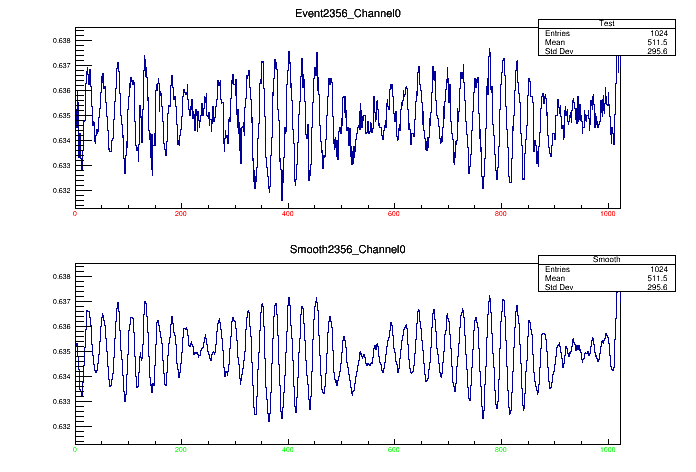 Event2356_Channel0
Test
Entries 1024
Mean 511.5
Std Dev 295.6
0.638
0.637
0.636
0.635
0.634
0.633
0.632
0 200 400 600 800 1000
Smooth2356_Channel0
Smooth
Entries 1024
Mean 511.5
Std Dev 295.6
0.638
0.637
0.636
0.635
0.634
0.633
0.632
0 200 400 600 800 1000